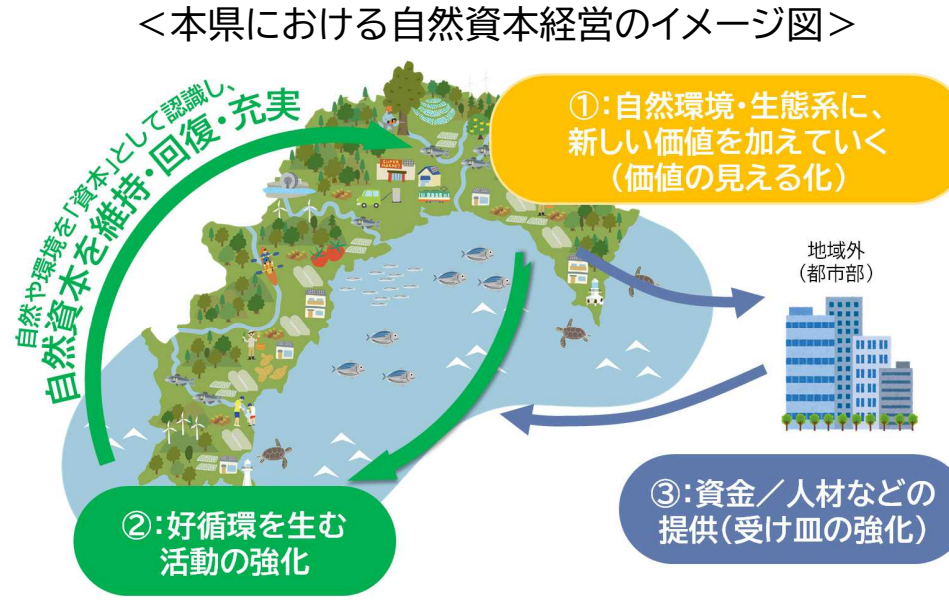 ＜本県における自然資本経営のイメージ図＞
自然や環境を「資本」として認識し、
自然資本を維持・回復・充実
①：自然環境・生態系に、
新しい価値を加えていく
（価値の見える化）
SUPER
MARKET
地域外
（都市部）
②：好循環を生む
活動の強化
③：資金／人材などの
提供（受け皿の強化）